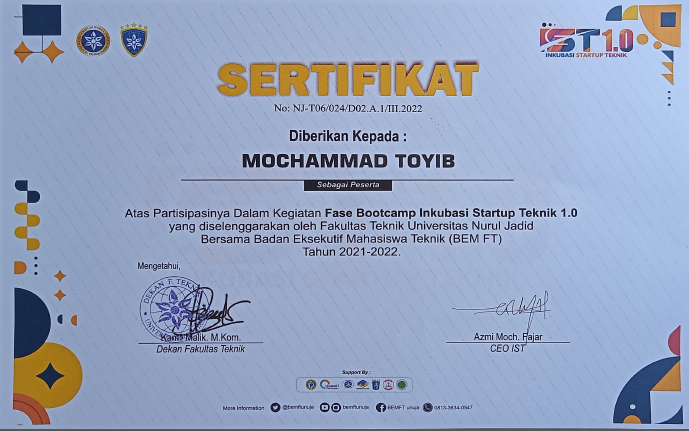 IST 1.0
INKUBASI STARTUP TEKNIK
SERTIFIKAT
No: NJ-T06/024/D02.A.1/III.2022
Diberikan Kepada :
MOCHAMMAD TOYIB
Sebagai Peserta
Atas Partisipasinya Dalam Kegiatan Fase Bootcamp Inkubasi Startup Teknik 1.0
yang diselenggarakan oleh Fakultas Teknik Universitas Nurul Jadid
Bersama Badan Eksekutif Mahasiswa Teknik (BEM FT)
Tahun 2021-2022.
Mengetahui,
DEKAN F. TEKNIK
Malik. M.Kom.
Dekan Fakultas Teknik
Azmi Moch. Fajar
CEO IST
Support By :
More Information @bemftunuja bemftunuja BEMFT unuja 0813-3634-0547